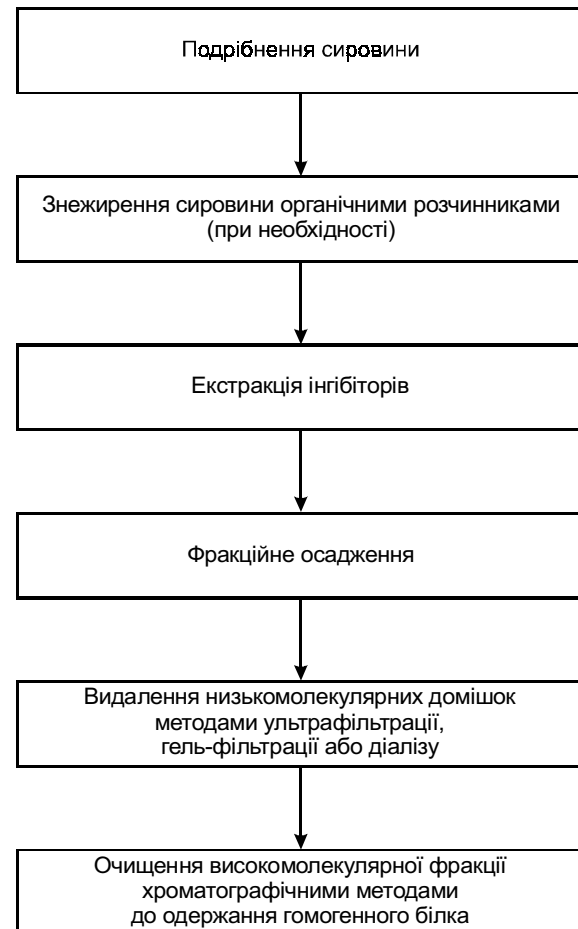 Подрібнення сировини
Знежирення сировини органічними розчинниками
(при необхідності)
Екстракція інгібіторів
Фракційне осадження
Видалення низькомолекулярних домішок
методами ультрафільтрації,
гель-фільтрації або діалізу
Очищення високомолекулярної фракції
хроматографічними методами
до одержання гомогенного білка